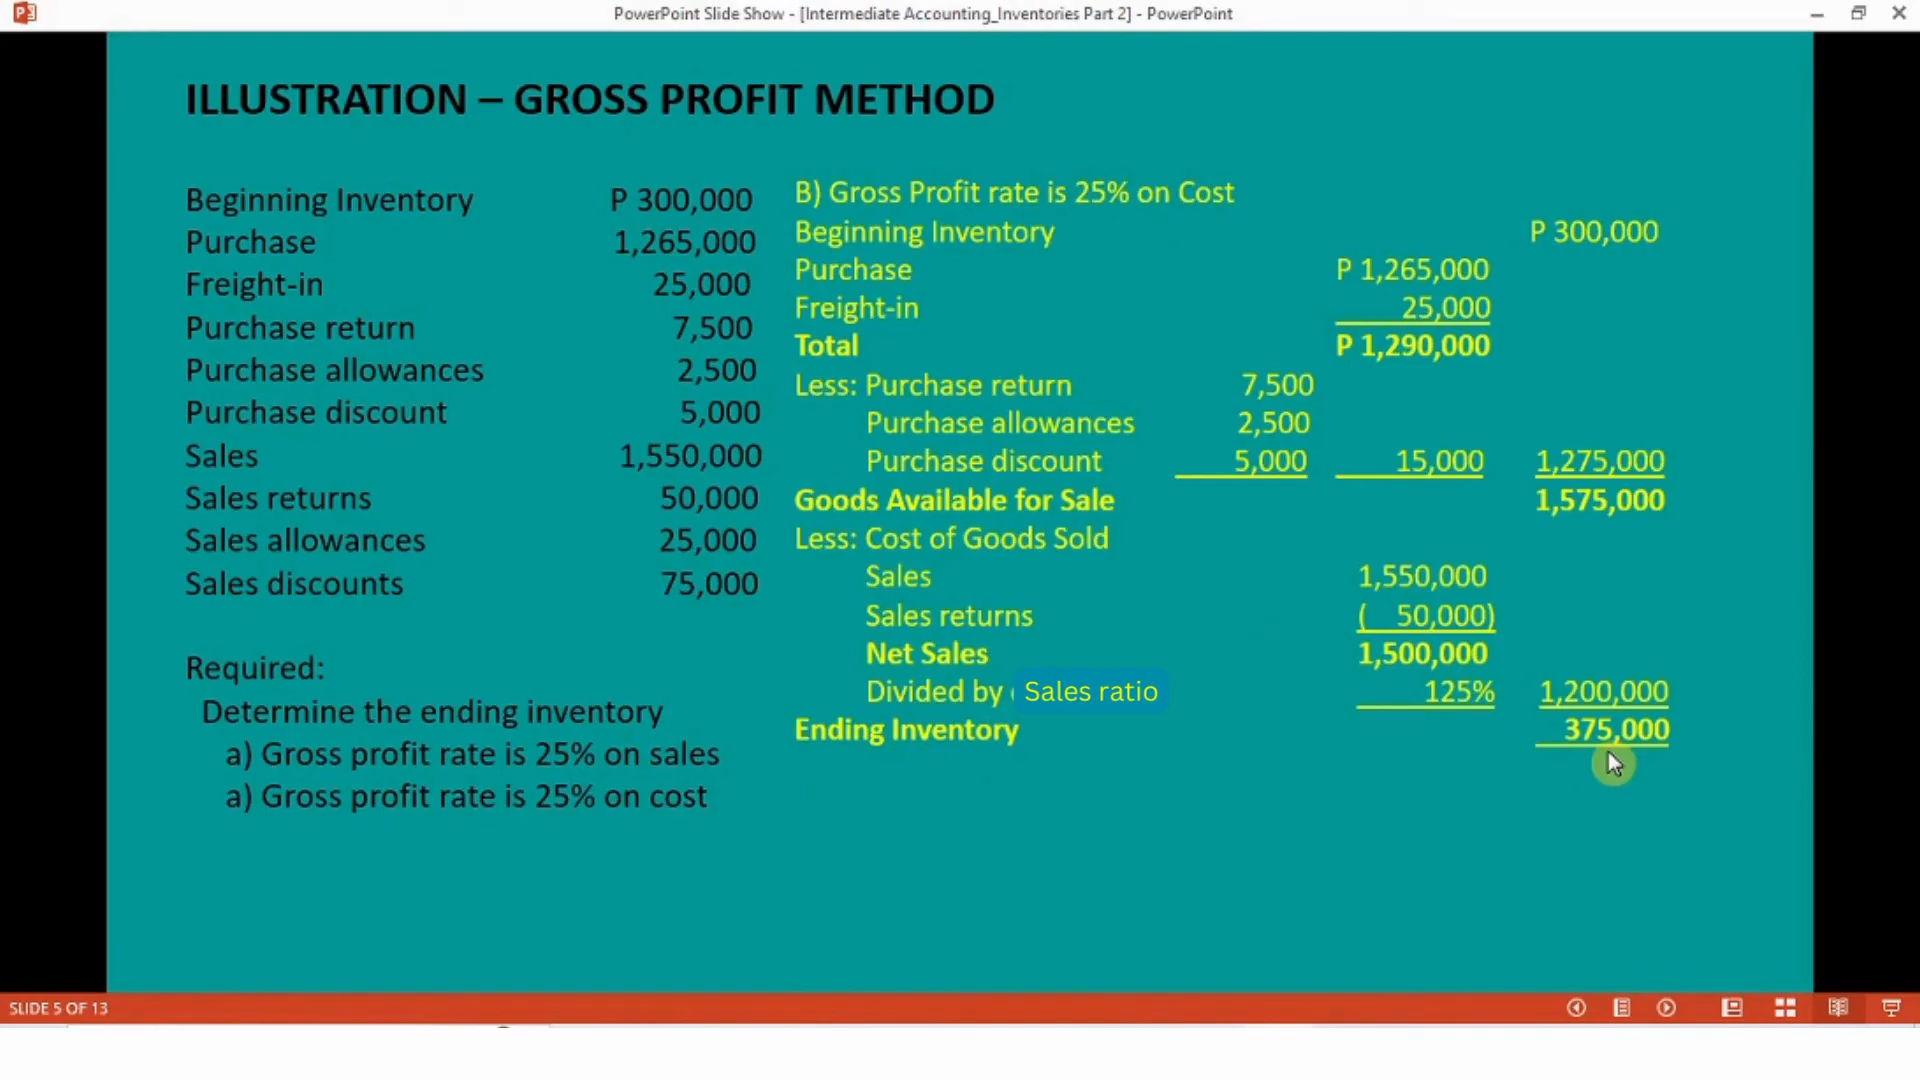 PowerPoint Slide Show - [Intermediate Accounting_Inventories Part 2] - PowerPoint
ILLUSTRATION – GROSS PROFIT METHOD
Beginning Inventory P 300,000
Purchase 1,265,000
Freight-in 25,000
Purchase return 7,500
Purchase allowances 2,500
Purchase discount 5,000
Sales 1,550,000
Sales returns 50,000
Sales allowances 25,000
Sales discounts 75,000
Required:
Determine the ending inventory
a) Gross profit rate is 25% on sales
a) Gross profit rate is 25% on cost
B) Gross Profit rate is 25% on Cost
Beginning Inventory P 300,000
Purchase P 1,265,000
Freight-in 25,000
Total P 1,290,000
Less: Purchase return 7,500
Purchase allowances 2,500
Purchase discount 5,000 15,000 1,275,000
Goods Available for Sale 1,575,000
Less: Cost of Goods Sold
Sales 1,550,000
Sales returns ( 50,000)
Net Sales 1,500,000
Divided by Sales ratio 125% 1,200,000
Ending Inventory 375,000
SLIDE 5 OF 13